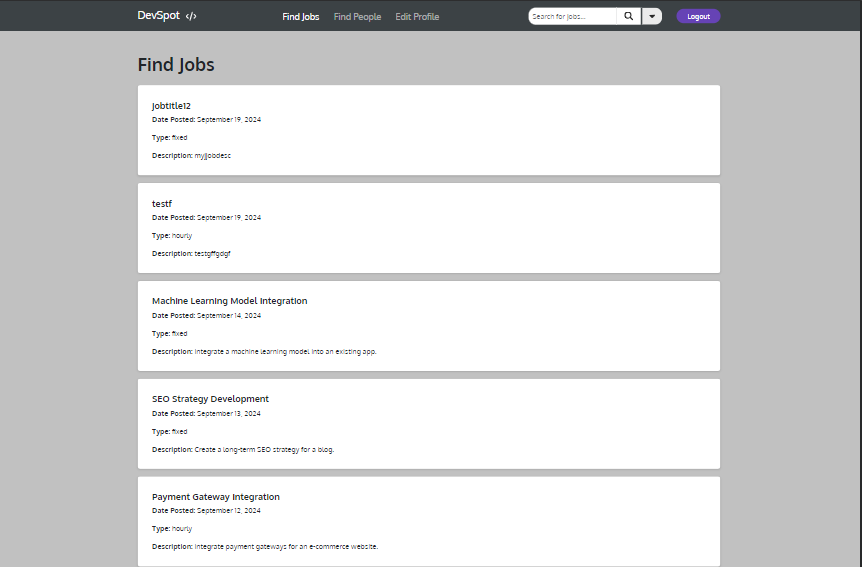 DevSpot </>
Find Jobs Find People Edit Profile
Search for jobs...
Logout
Find Jobs
jobtitle12
Date Posted: September 19, 2024
Type: fixed
Description: myjjobdesc
testf
Date Posted: September 19, 2024
Type: hourly
Description: testgffgdgf
Machine Learning Model Integration
Date Posted: September 14, 2024
Type: fixed
Description: Integrate a machine learning model into an existing app.
SEO Strategy Development
Date Posted: September 13, 2024
Type: fixed
Description: Create a long-term SEO strategy for a blog.
Payment Gateway Integration
Date Posted: September 12, 2024
Type: hourly
Description: Integrate payment gateways for an e-commerce website.